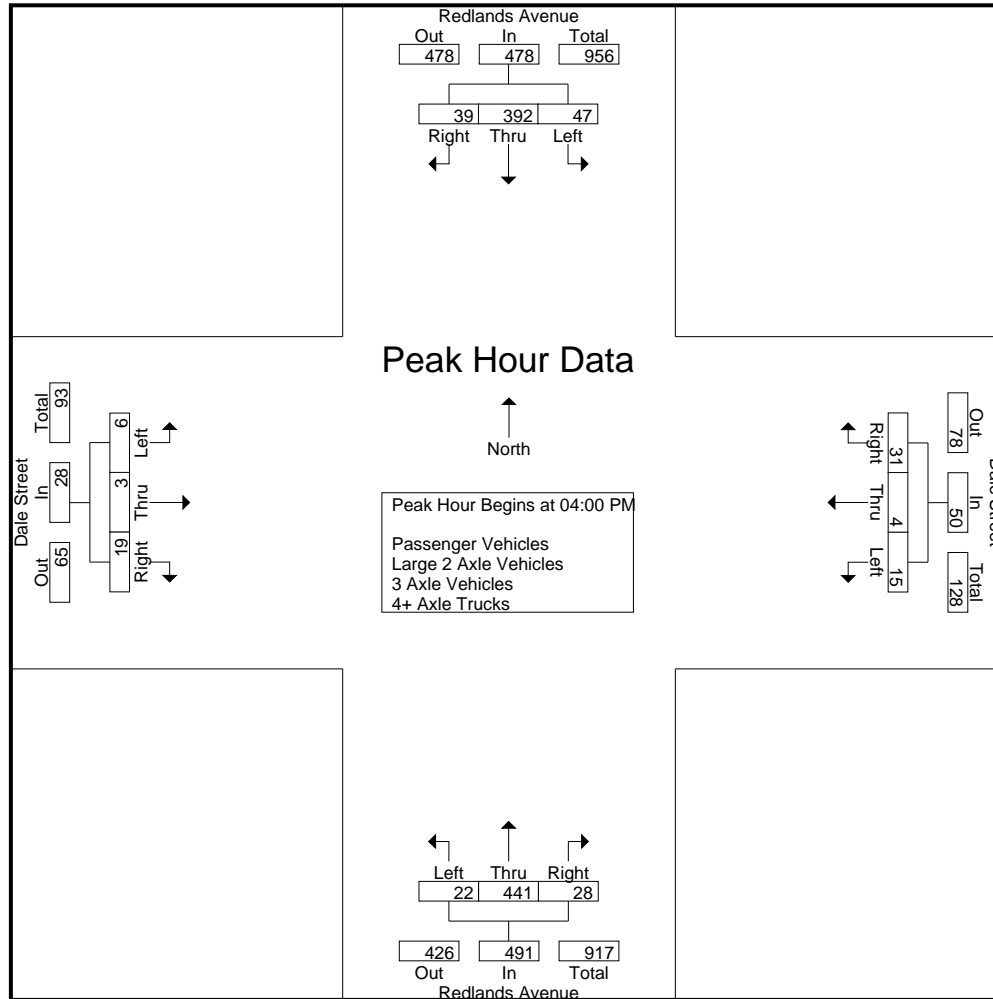 Redlands Avenue
Out In Total
478 478 956
39 392 47
Right Thru Left
Peak Hour Data
North
Peak Hour Begins at 04:00 PM
Passenger Vehicles
Large 2 Axle Vehicles
3 Axle Vehicles
4+ Axle Trucks
Dale Street
Total In Out
93 28 65
6 3 19
Left Thru Right
Right Thru Left
31 4 15
78 50 128
Out In Total
Dale Street
Left Thru Right
22 441 28
426 491 917
Out In Total
Redlands Avenue